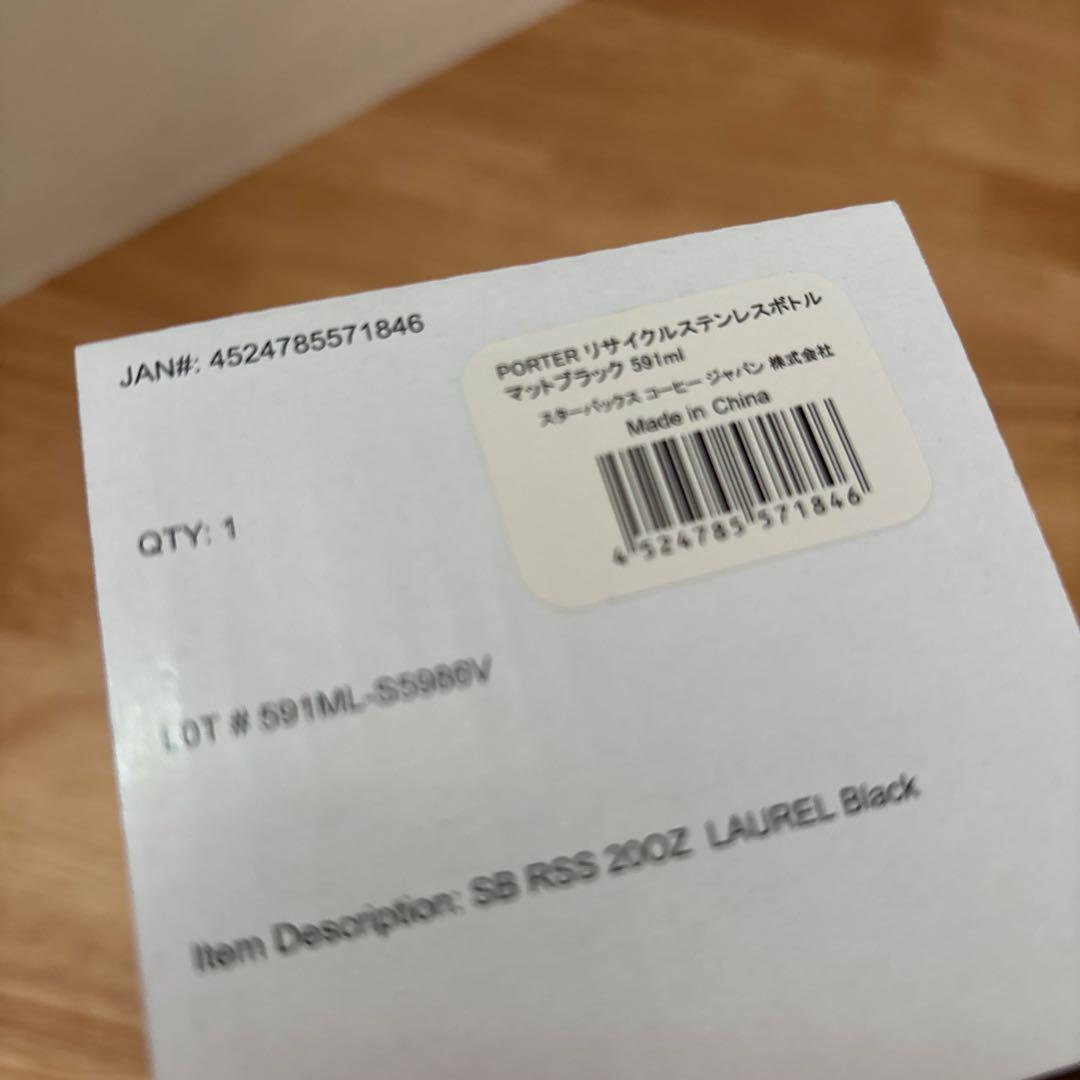 JAN#: 4524785571846
PORTER リサイクルステンレスボトル
マットブラック 591ml
スターバックス コーヒー ジャパン 株式会社
Made in China
4 524785 571846
QTY: 1
LOT # 591ML-S5986V
Item Description: SB RSS 20OZ LAUREL Black